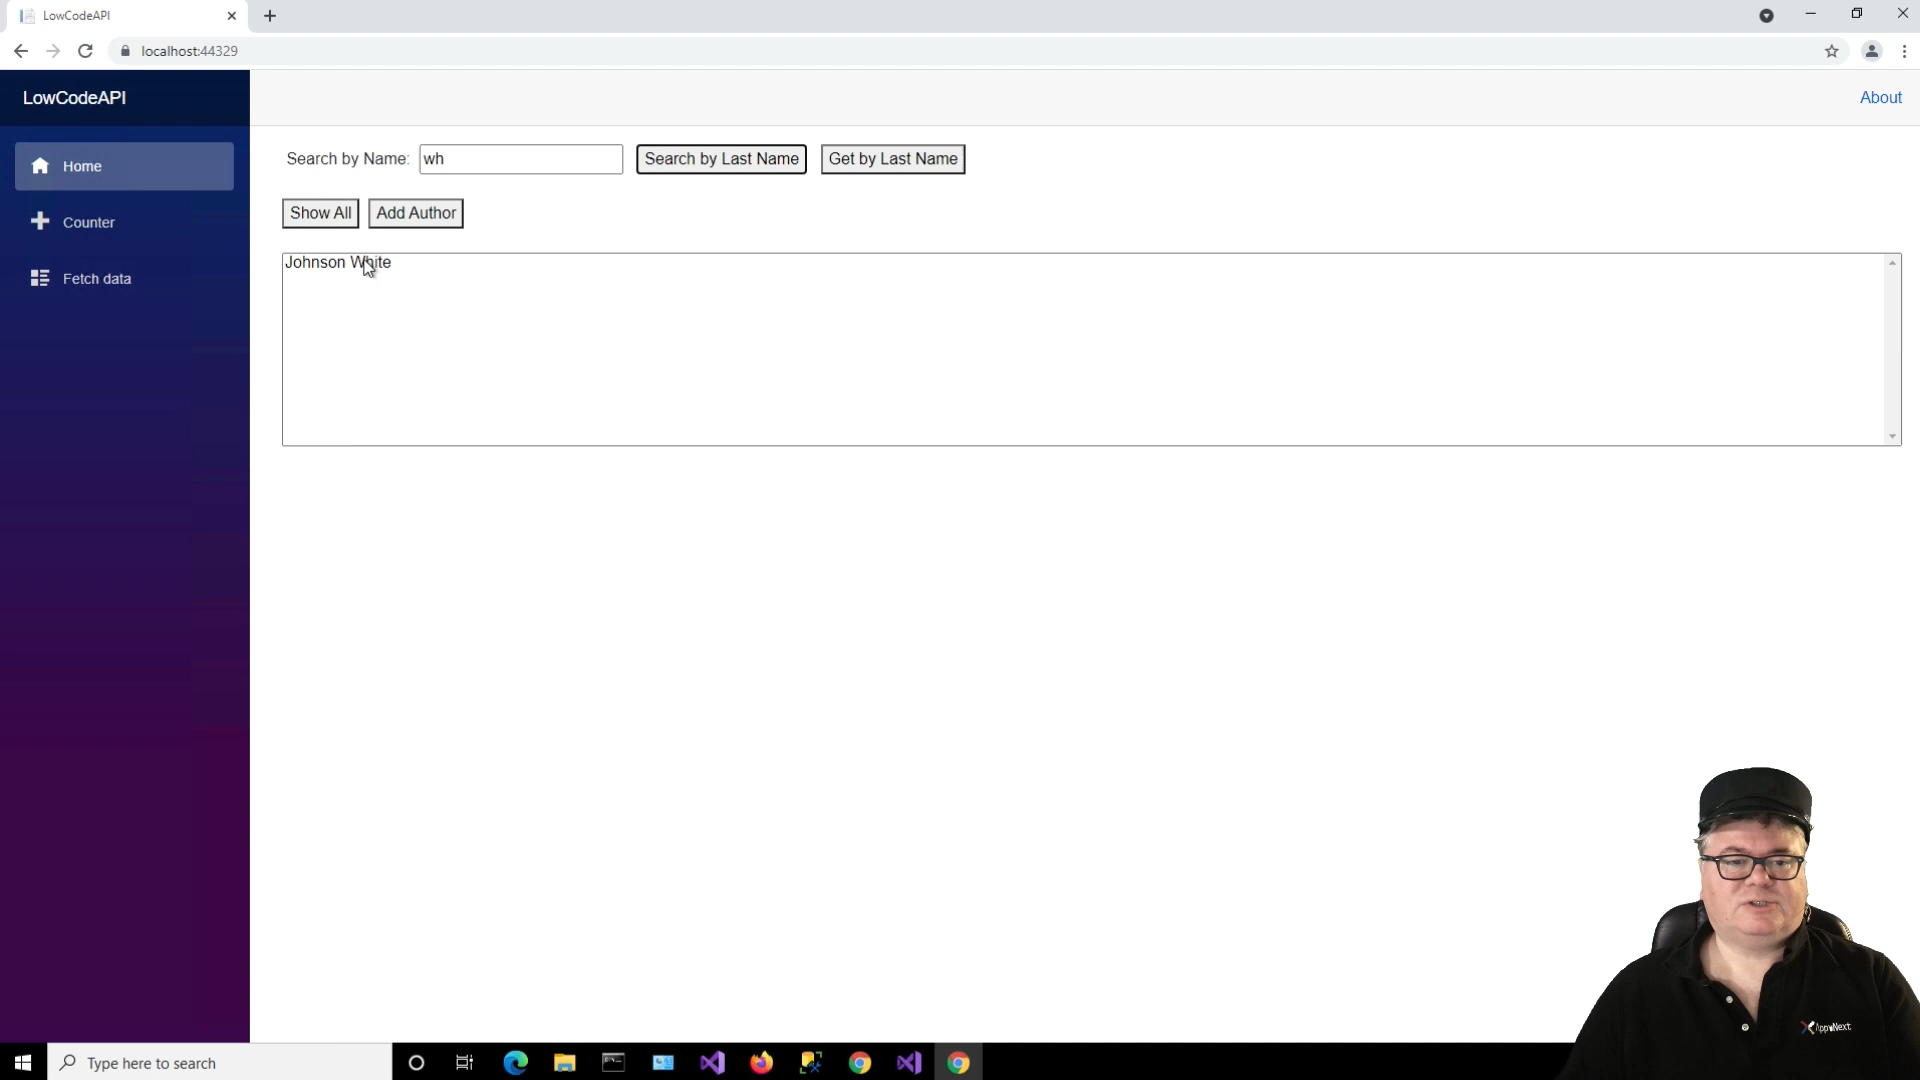 LowCodeAPI
localhost:44329
LowCodeAPI
About
Home
Counter
Fetch data
Search by Name: wh Search by Last Name Get by Last Name
Show All Add Author
Johnson White
AppvNext
Type here to search